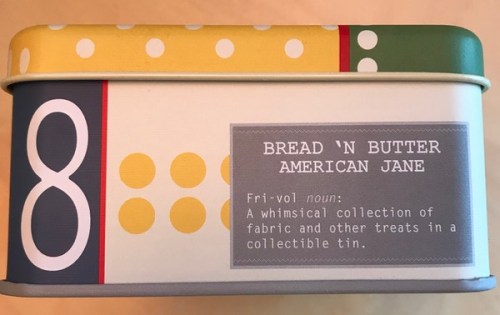 8
BREAD 'N BUTTER
AMERICAN JANE
Fri-vol noun:
A whimsical collection of
fabric and other treats in a
collectible tin.